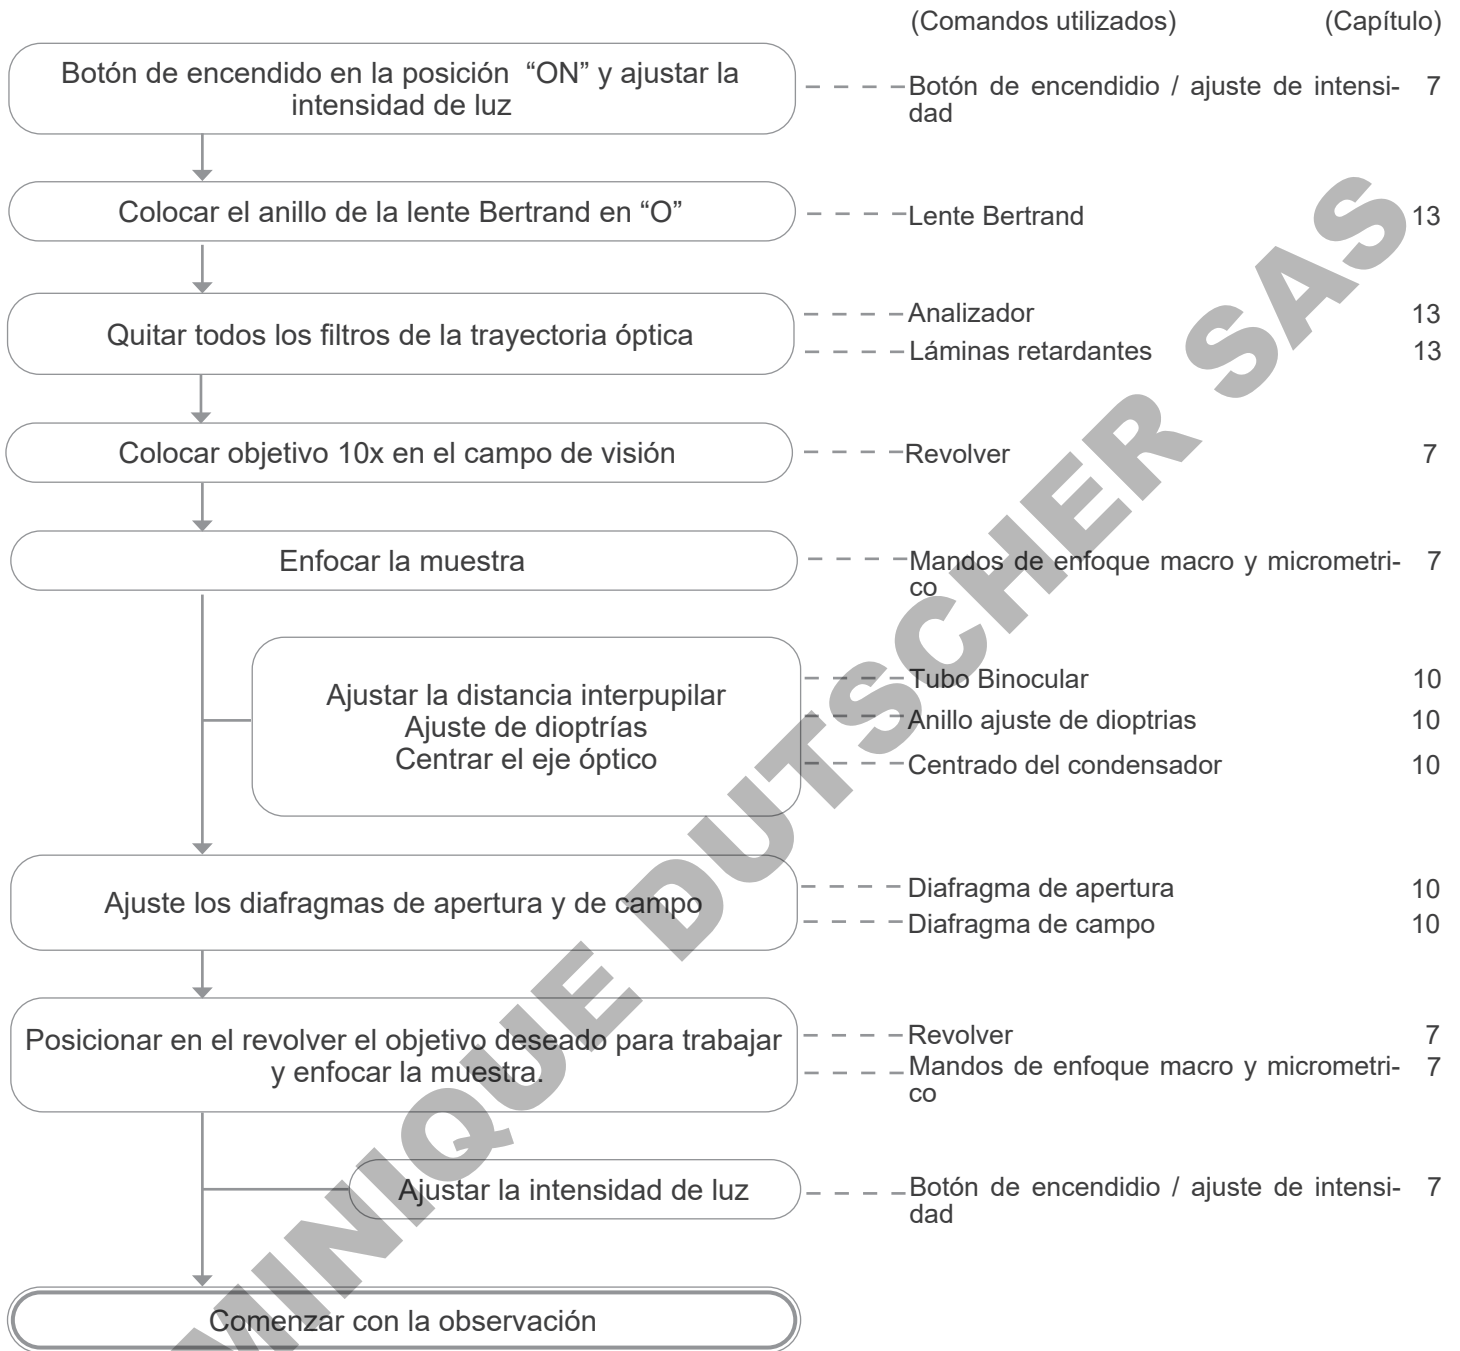 (Comandos utilizados) (Capítulo)
Botón de encendido en la posición “ON” y ajustar la
intensidad de luz
Botón de encendidio / ajuste de intensi- 7
dad
Colocar el anillo de la lente Bertrand en “O”
Lente Bertrand 13
Quitar todos los filtros de la trayectoria óptica
Analizador 13
Láminas retardantes 13
Colocar objetivo 10x en el campo de visión
Revolver 7
Enfocar la muestra
Mandos de enfoque macro y micrometri- 7
co
Ajustar la distancia interpupilar
Ajuste de dioptrías
Centrar el eje óptico
Tubo Binocular 10
Anillo ajuste de dioptrias 10
Centrado del condensador 10
Ajuste los diafragmas de apertura y de campo
Diafragma de apertura 10
Diafragma de campo 10
Posicionar en el revolver el objetivo deseado para trabajar
y enfocar la muestra.
Revolver 7
Mandos de enfoque macro y micrometri- 7
co
Ajustar la intensidad de luz
Botón de encendidio / ajuste de intensi- 7
dad
Comenzar con la observación
MINIQUE DUTSCHER SAS